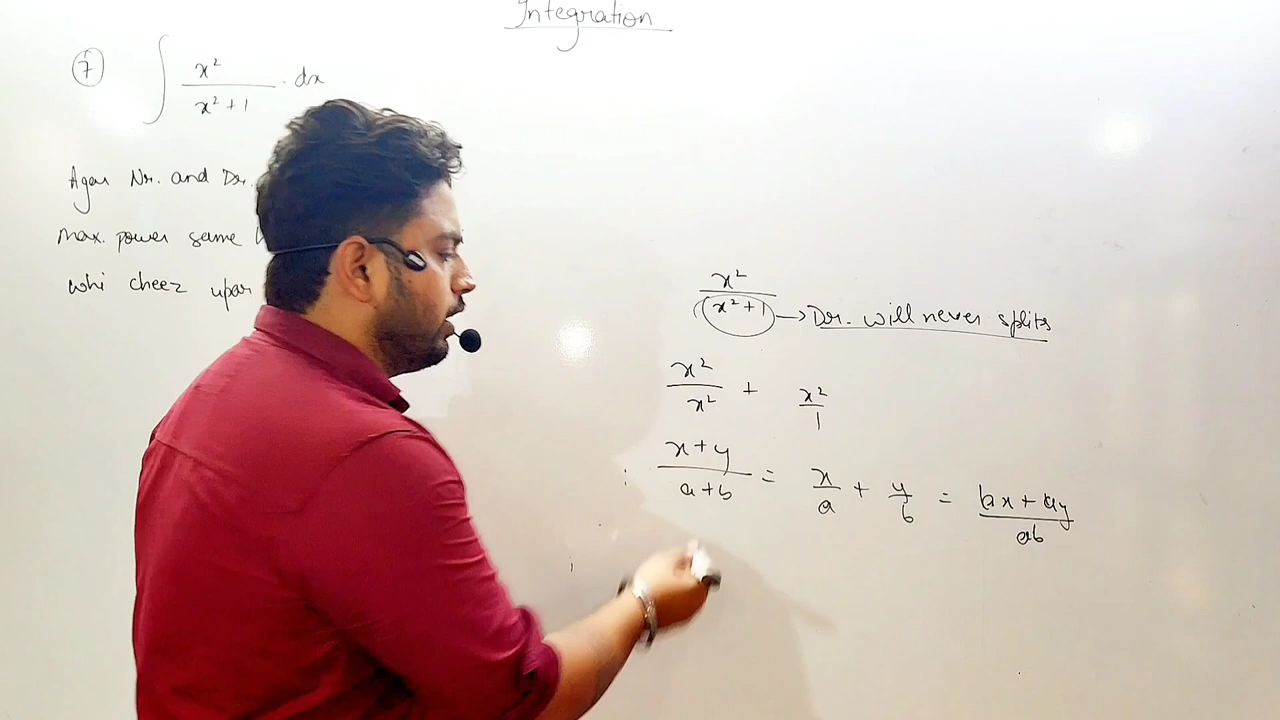 Integration
7 ∫ x² / (x² + 1) · dx
Agar Nr. and Dr.
max. power same
whi cheez upar
x² / (x² + 1) → Dr. will never splits
x² / x² + x² / 1
(x + y) / (a + b) = x / a + y / b = (bx + ay) / ab